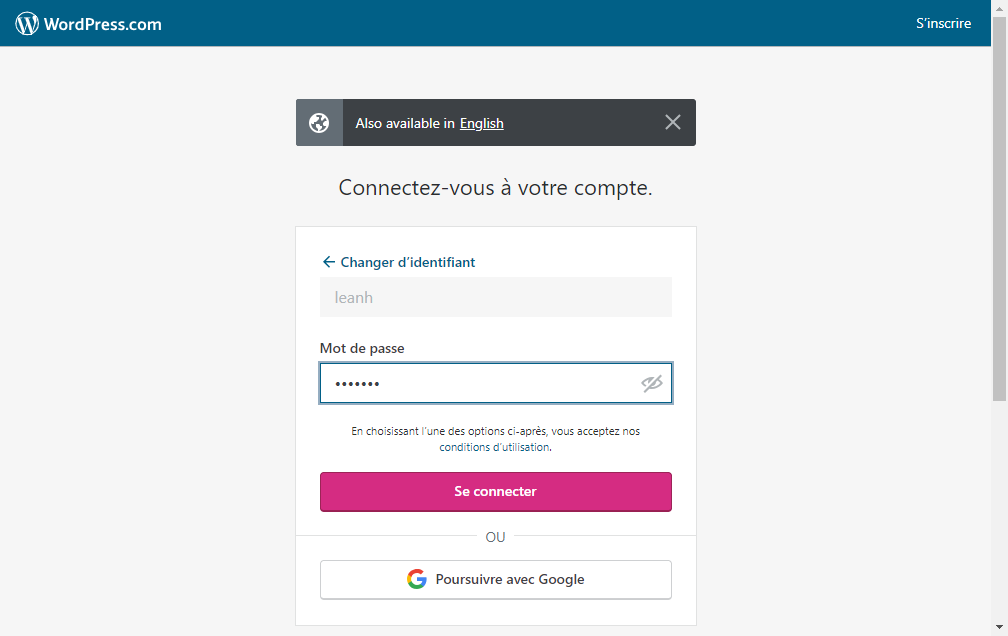 WordPress.com
S'inscrire
Also available in English
Connectez-vous à votre compte.
← Changer d'identifiant
leanh
Mot de passe
•••••••
En choisissant l'une des options ci-après, vous acceptez nos
conditions d'utilisation.
Se connecter
OU
Poursuivre avec Google